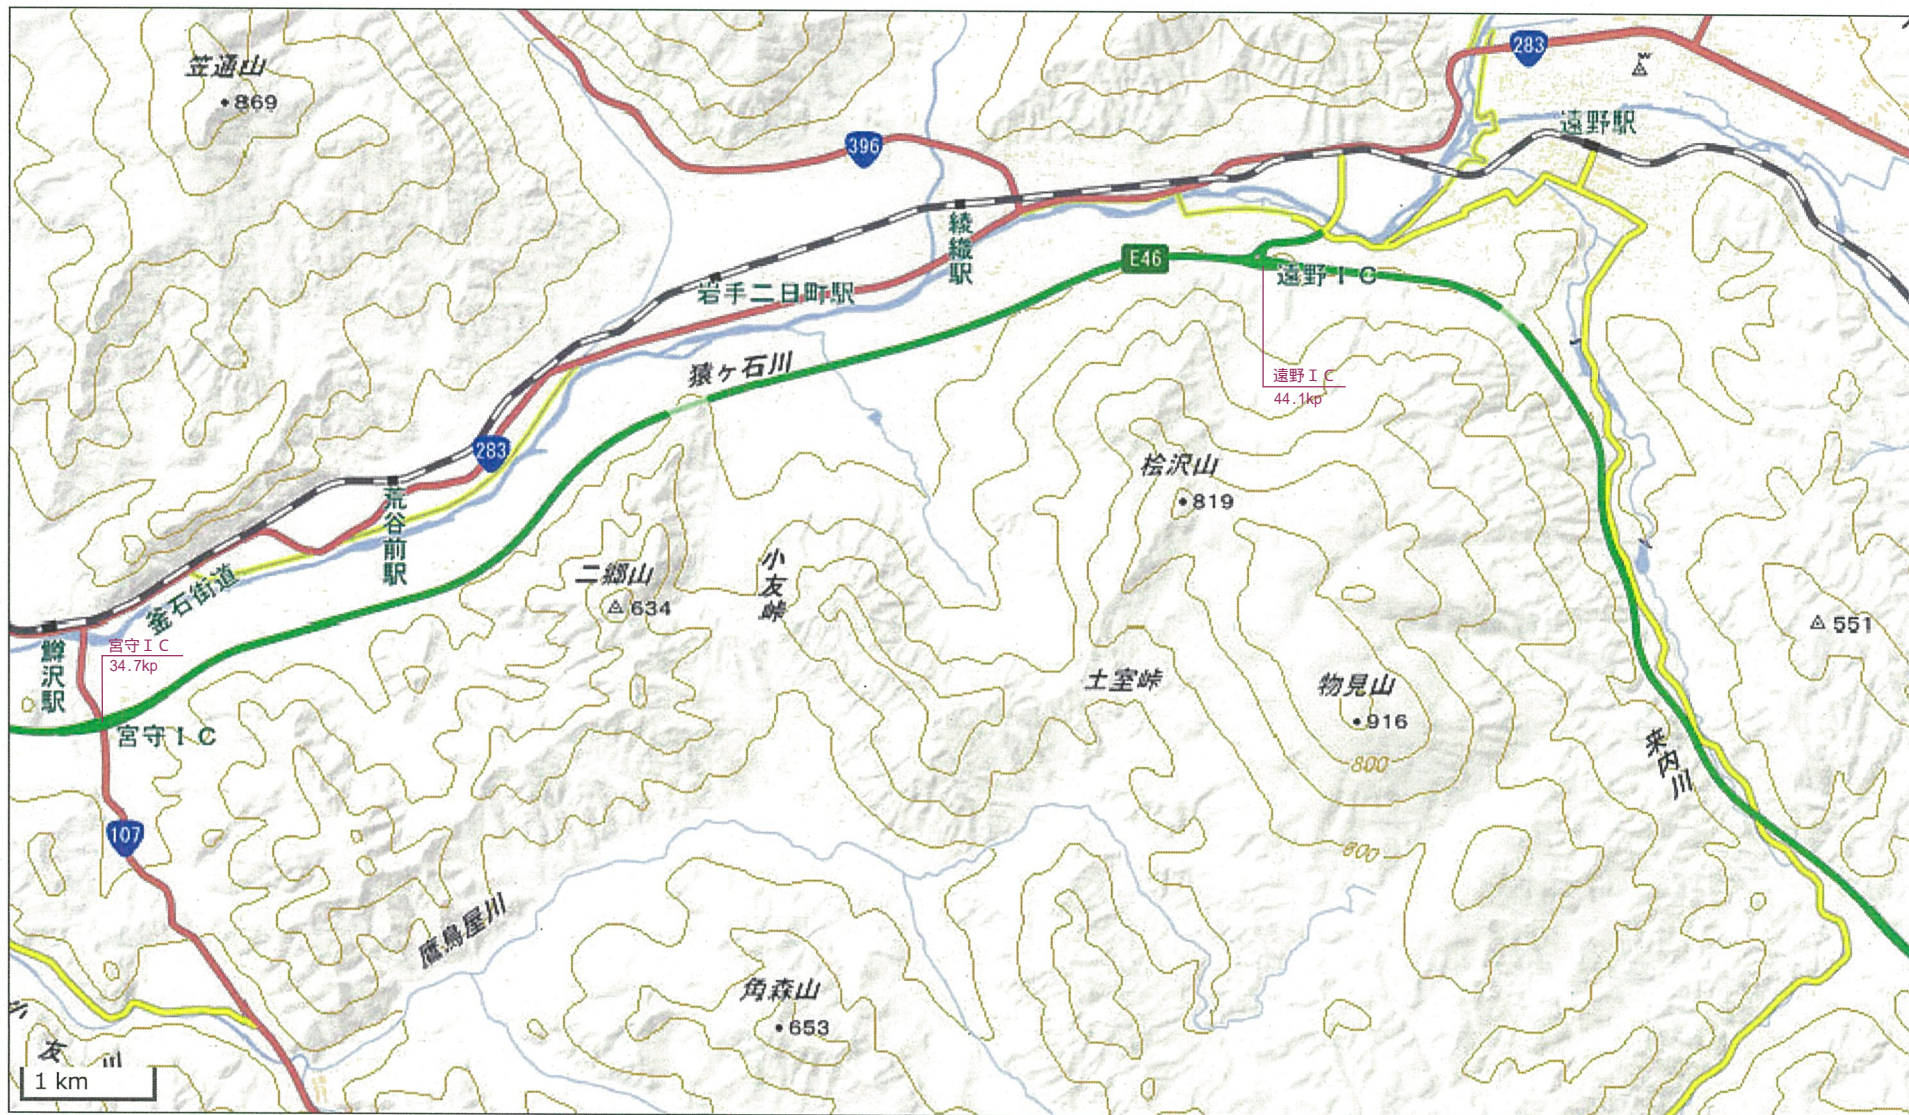 笠通山
869
283
396
遠野駅
綾織駅
E46
遠野IC
岩手二日町駅
猿ヶ石川
遠野IC
44.1kp
283
桧沢山
819
荒谷前駅
二郷山
634
小友峠
釜石街道
551
宮守IC
34.7kp
鱒沢駅
土室峠
物見山
916
宮守IC
来内川
800
107
600
鷹鳥屋川
角森山
653
友
川
1 km